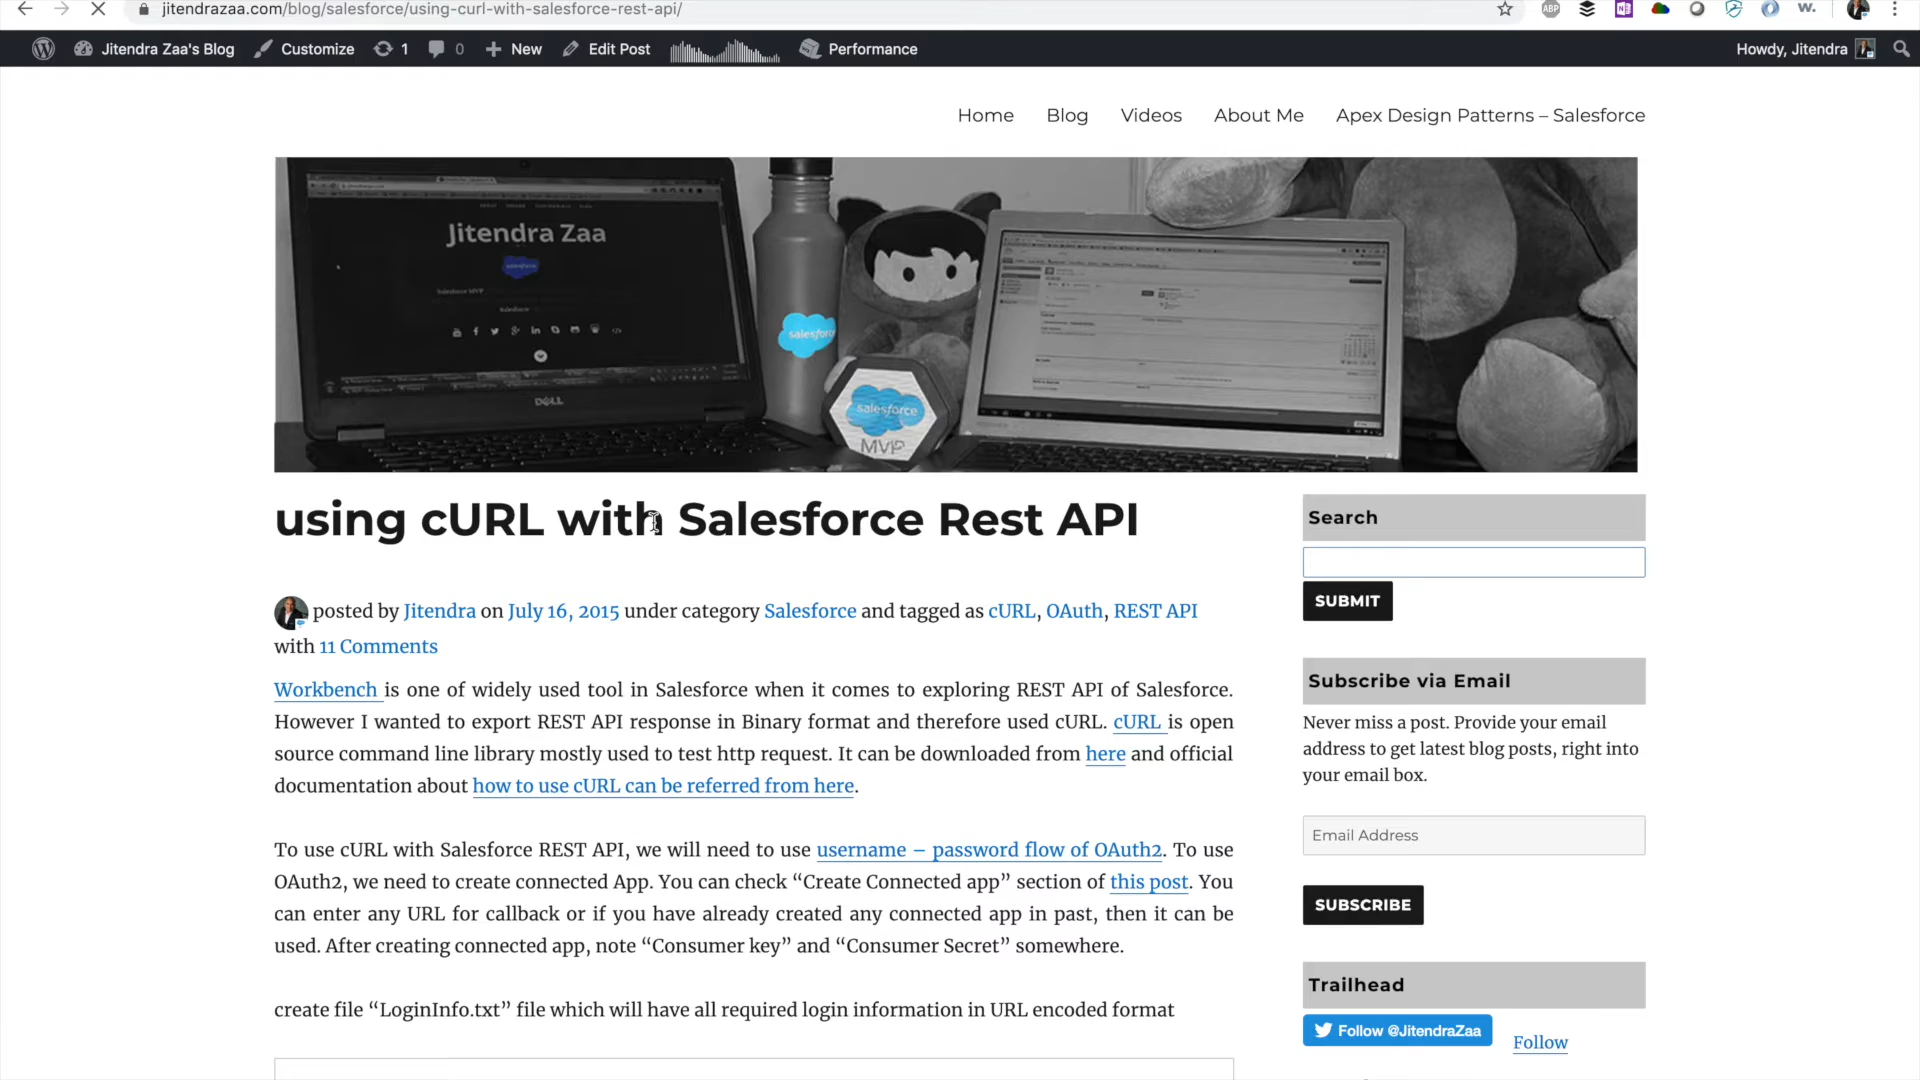 jitendrazaa.com/blog/salesforce/using-curl-with-salesforce-rest-api/
ABP
N
w.
Jitendra Zaa's Blog
Customize
1
0
New
Edit Post
Performance
Howdy, Jitendra
Home
Blog
Videos
About Me
Apex Design Patterns – Salesforce
Jitendra Zaa
salesforce
Salesforce MVP
DELL
salesforce
salesforce
MVP
using cURL with Salesforce Rest API
posted by Jitendra on July 16, 2015 under category Salesforce and tagged as cURL, OAuth, REST API
with 11 Comments
Workbench is one of widely used tool in Salesforce when it comes to exploring REST API of Salesforce.
However I wanted to export REST API response in Binary format and therefore used cURL. cURL is open
source command line library mostly used to test http request. It can be downloaded from here and official
documentation about how to use cURL can be referred from here.
To use cURL with Salesforce REST API, we will need to use username – password flow of OAuth2. To use
OAuth2, we need to create connected App. You can check “Create Connected app” section of this post. You
can enter any URL for callback or if you have already created any connected app in past, then it can be
used. After creating connected app, note “Consumer key” and “Consumer Secret” somewhere.
create file “LoginInfo.txt” file which will have all required login information in URL encoded format
Search
SUBMIT
Subscribe via Email
Never miss a post. Provide your email
address to get latest blog posts, right into
your email box.
Email Address
SUBSCRIBE
Trailhead
Follow @JitendraZaa
Follow